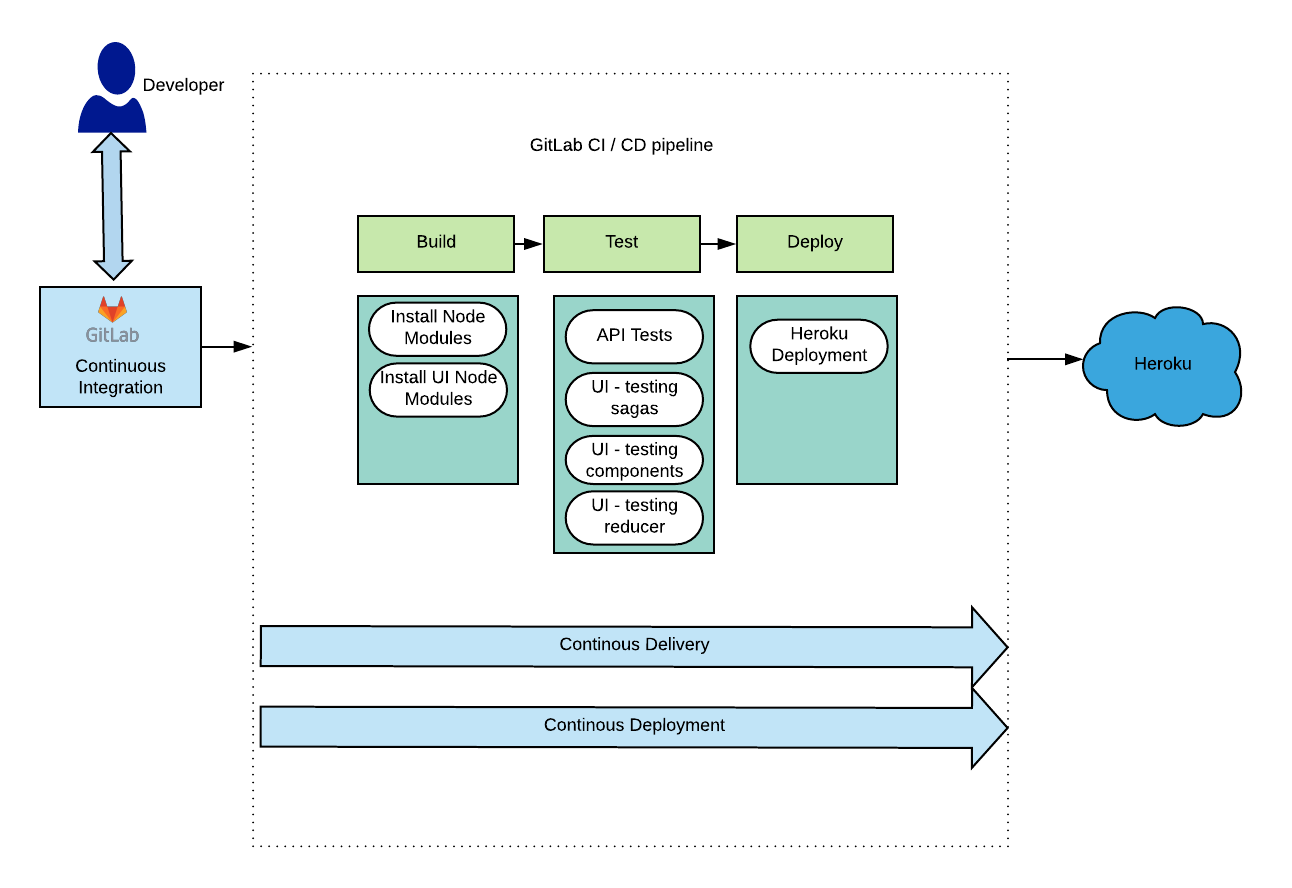 Developer
GitLab CI / CD pipeline
Build
Test
Deploy
GitLab
Continuous
Integration
Install Node
Modules
Install UI Node
Modules
API Tests
UI - testing
sagas
UI - testing
components
UI - testing
reducer
Heroku
Deployment
Heroku
Continous Delivery
Continous Deployment